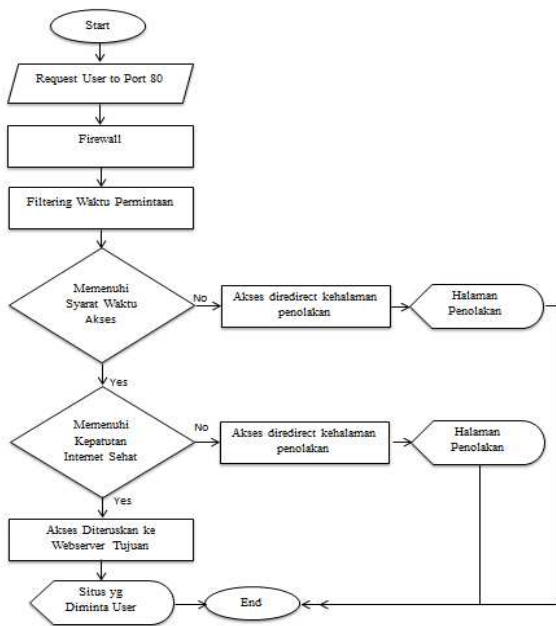 Start
Request User to Port 80
Firewall
Filtering Waktu Permintaan
Memenuhi
Syarat Waktu
Akses
No
Akses diredirect kehalaman
penolakan
Halaman
Penolakan
Yes
Memenuhi
Kepatutan
Internet Sehat
No
Akses diredirect kehalaman
penolakan
Halaman
Penolakan
Yes
Akses Diteruskan ke
Webserver Tujuan
Situs yg
Diminta User
End